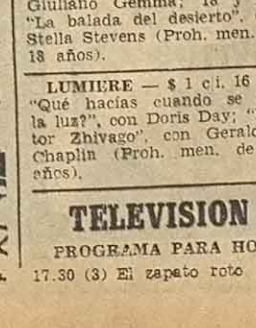 Giuliano Gemma; 18 y
"La balada del desierto",
Stella Stevens (Proh. men.
18 años).
LUMIERE — $ 1 c|. 16
"Qué hacías cuando se
la luz?", con Doris Day; "
tor Zhivago", con Gerald
Chaplin (Proh. men. de
años).
TELEVISION
PROGRAMA PARA HO
17.30 (3) El zapato roto